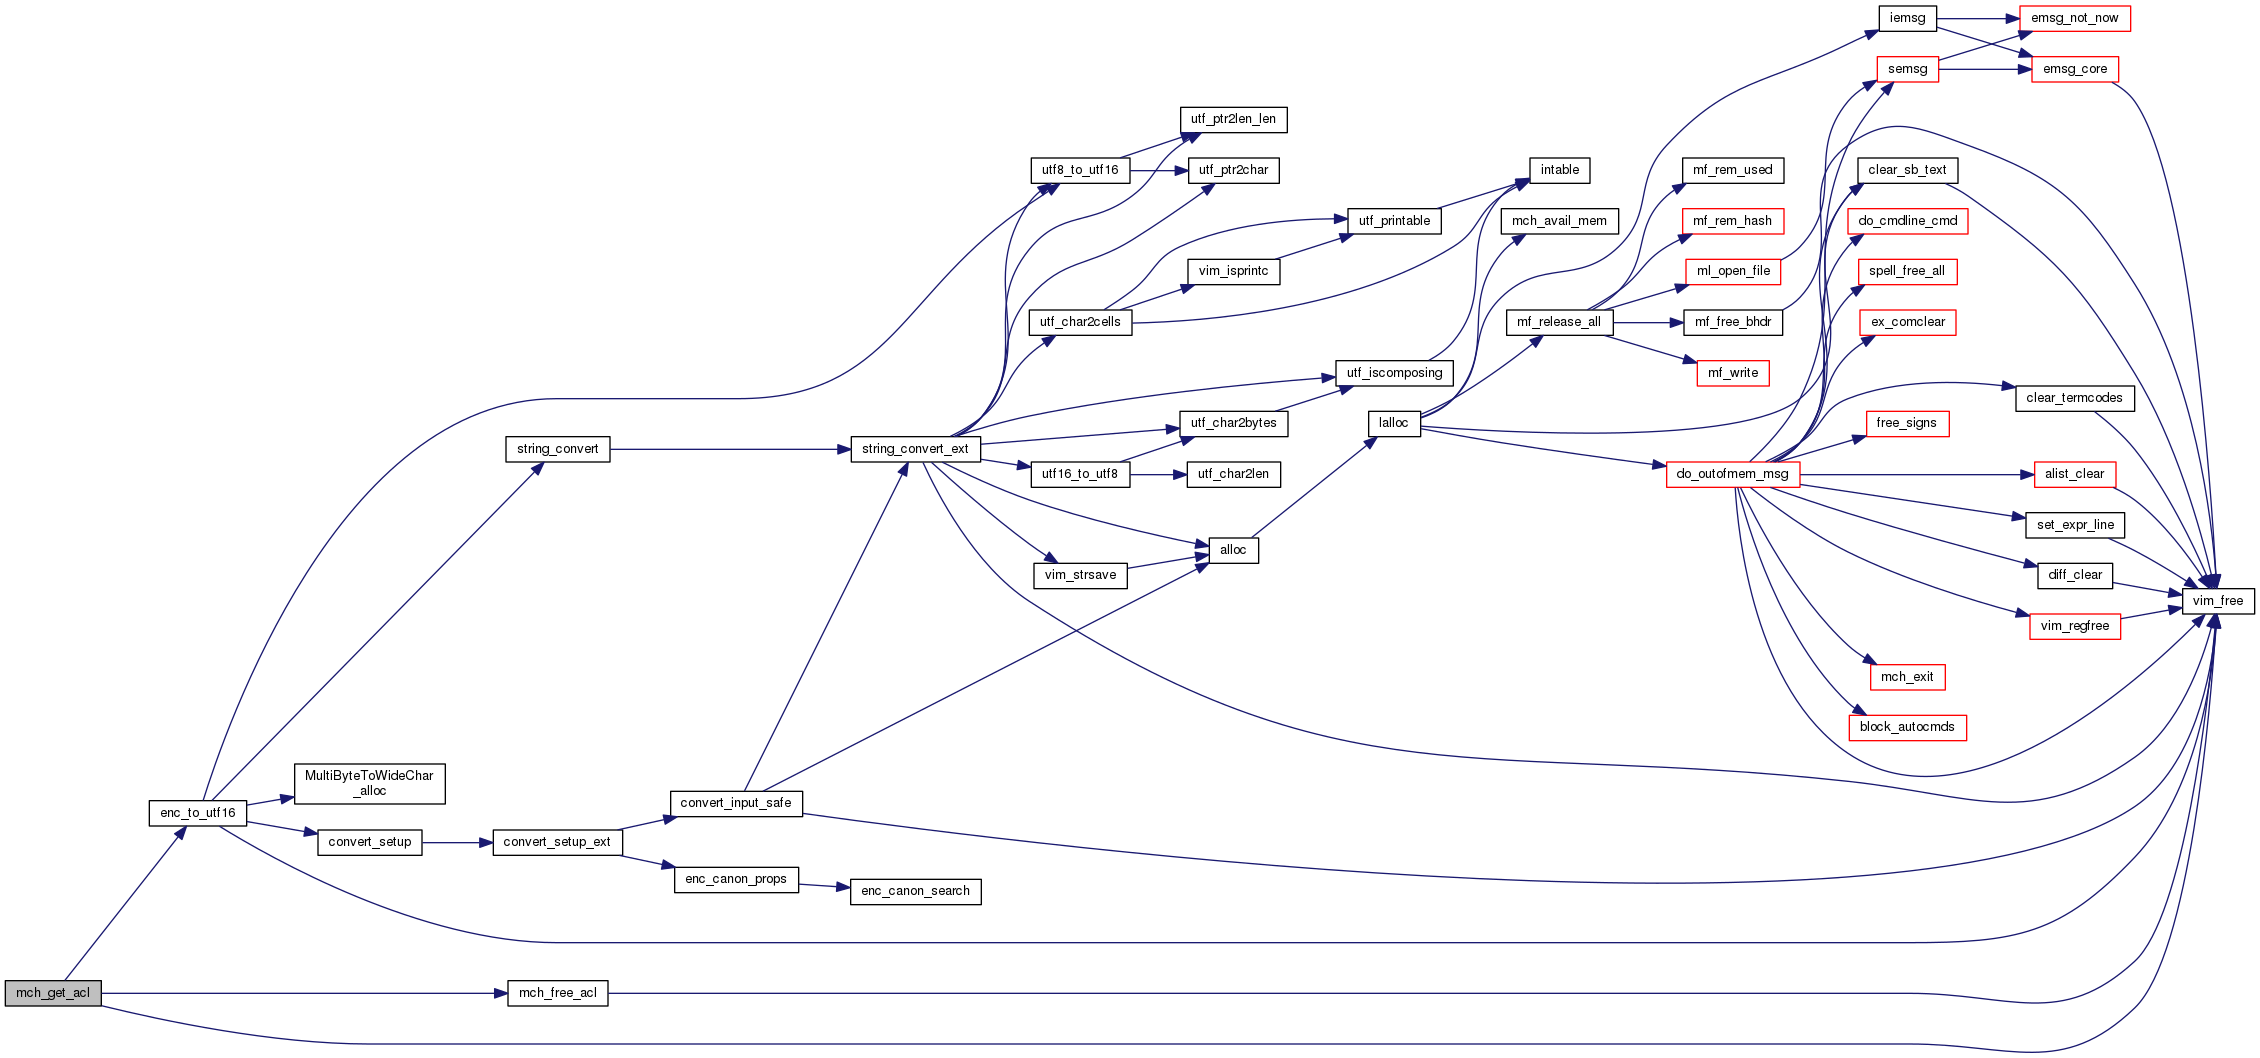 iemsg
emsg_not_now
semsg
emsg_core
utf_ptr2len_len
utf8_to_utf16
utf_ptr2char
intable
mf_rem_used
clear_sb_text
utf_printable
mch_avail_mem
mf_rem_hash
do_cmdline_cmd
vim_isprintc
ml_open_file
spell_free_all
utf_char2cells
mf_release_all
mf_free_bhdr
ex_comclear
utf_iscomposing
mf_write
clear_termcodes
utf_char2bytes
lalloc
free_signs
string_convert
string_convert_ext
utf16_to_utf8
utf_char2len
do_outofmem_msg
alist_clear
set_expr_line
alloc
vim_strsave
diff_clear
vim_free
vim_regfree
mch_exit
block_autocmds
MultiByteToWideChar
_alloc
enc_to_utf16
convert_input_safe
convert_setup
convert_setup_ext
enc_canon_props
enc_canon_search
mch_get_acl
mch_free_acl